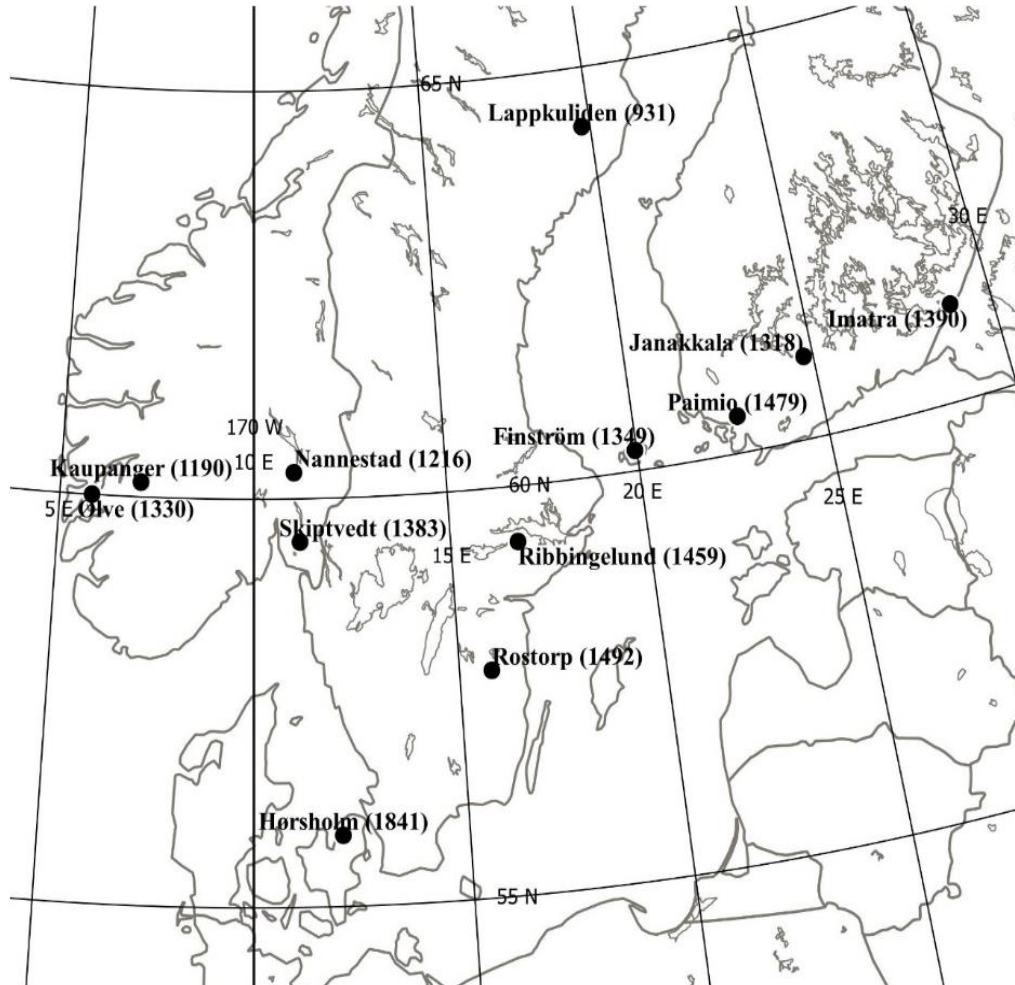 65 N
Lappkuliden (931)
30 E
Imatra (1390)
Janakkala (1318)
Paimio (1479)
170 W
Finström (1349)
10 E
Nannestad (1216)
Kaupanger (1190)
60 N
20 E
25 E
5 E
Ølve (1330)
Skiptvedt (1383)
15 E
Ribbingelund (1459)
Rostorp (1492)
Hørsholm (1841)
55 N